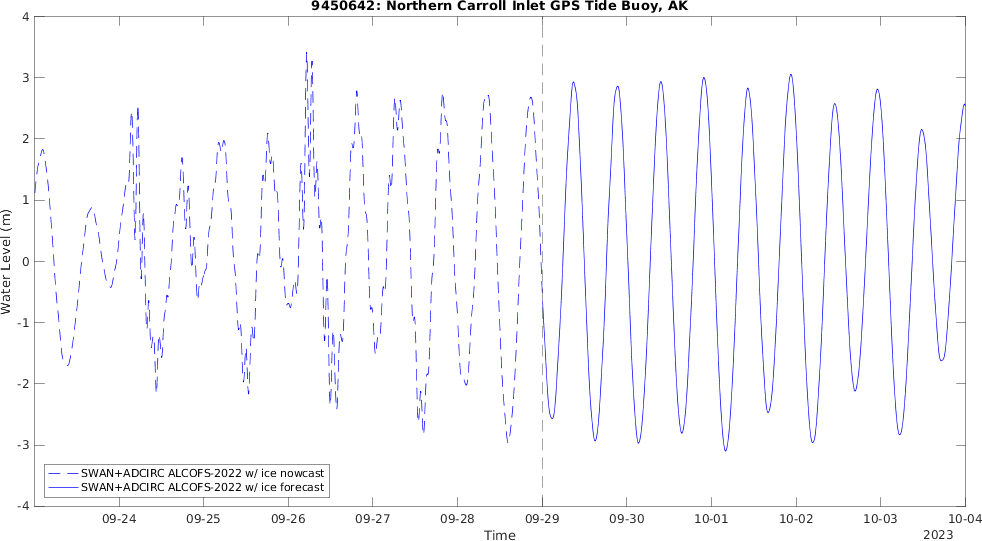 9450642: Northern Carroll Inlet GPS Tide Buoy, AK
4
3
2
1
0
-1
-2
-3
-4
Water Level (m)
SWAN+ADCIRC ALCOFS-2022 w/ ice nowcast
SWAN+ADCIRC ALCOFS-2022 w/ ice forecast
09-24 09-25 09-26 09-27 09-28 09-29 09-30 10-01 10-02 10-03 10-04
Time
2023